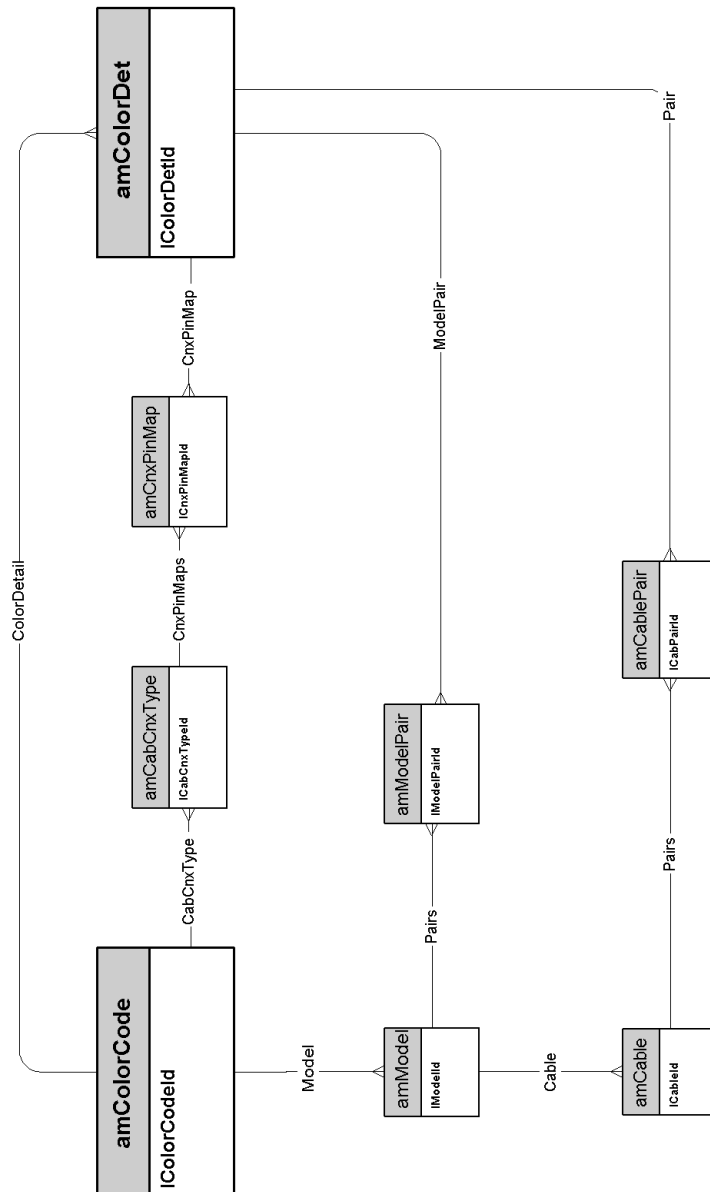 amColorDet
lColorDetId
Pair
ModelPair
CnxPinMap
amCnxPinMap
lCnxPinMapId
ColorDetail
CnxPinMaps
amCablePair
lCabPairId
amCabCnxType
lCabCnxTypeId
amModelPair
lModelPairId
CabCnxType
Pairs
Pairs
amColorCode
lColorCodeId
Model
amModel
lModelId
Cable
amCable
lCableId